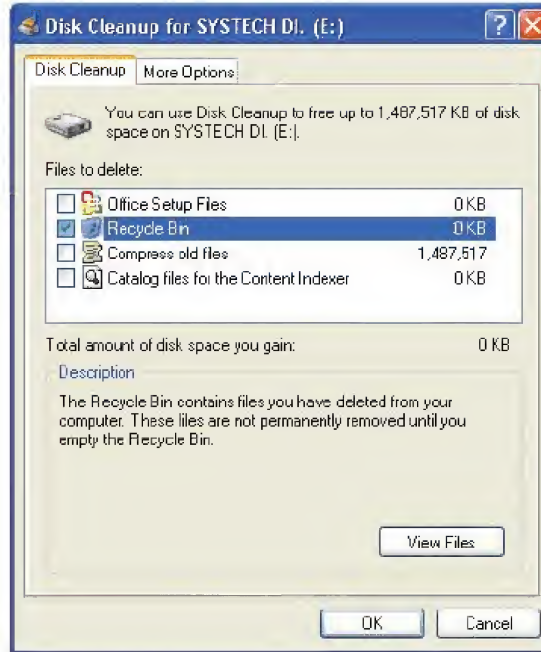 Disk Cleanup for SYSTECH DI. (E:)
Disk Cleanup
More Options
You can use Disk Cleanup to free up to 1,487,517 KB of disk
space on SYSTECH DI. (E:).
Files to delete:
Office Setup Files 0 KB
Recycle Bin 0 KB
Compress old files 1,487,517
Catalog files for the Content Indexer 0 KB
Total amount of disk space you gain: 0 KB
Description
The Recycle Bin contains files you have deleted from your
computer. These files are not permanently removed until you
empty the Recycle Bin.
View Files
OK
Cancel